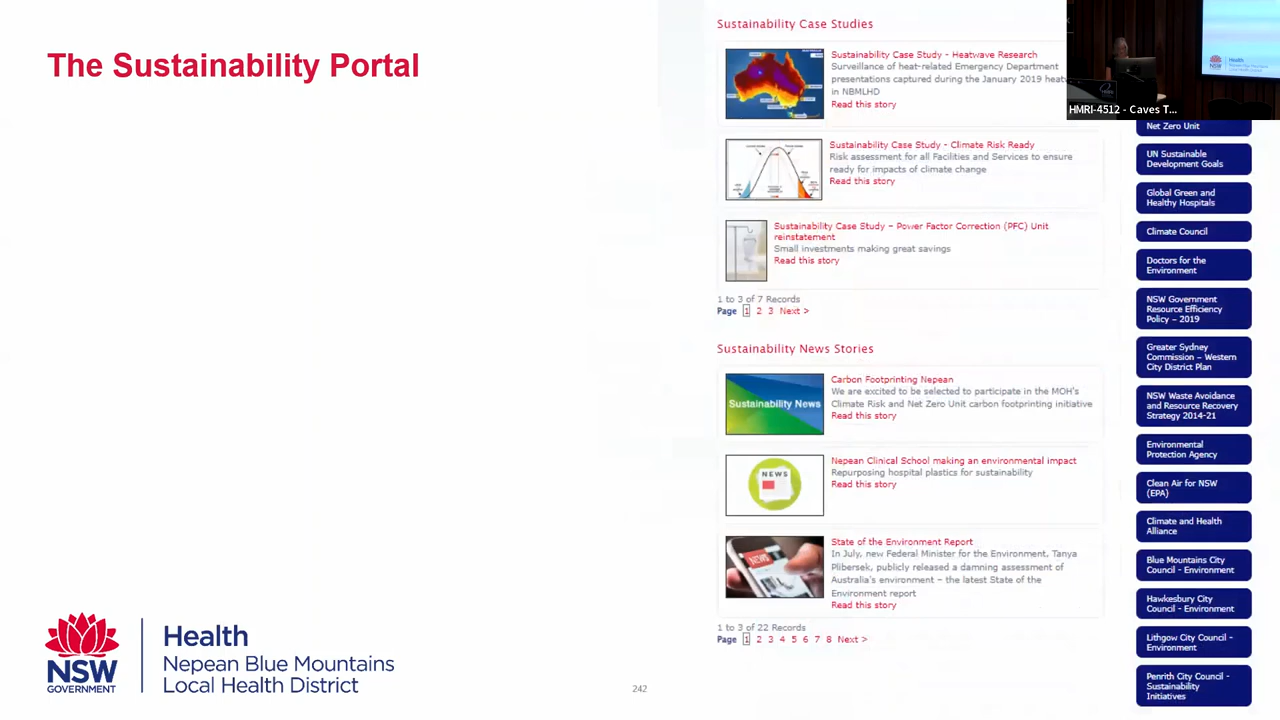 The Sustainability Portal
Sustainability Case Studies
Sustainability Case Study - Heatwave Research
Surveillance of heat-related Emergency Department
presentations captured during the January 2019
in NBMLHD
Read this story
Sustainability Case Study - Climate Risk Ready
Risk assessment for all Facilities and Services to ensure
ready for impacts of climate change
Read this story
Sustainability Case Study – Power Factor Correction (PFC) Unit
reinstatement
Small investments making great savings
Read this story
1 to 3 of 7 Records
Page 1 2 3 Next >
Sustainability News Stories
Sustainability News
Carbon Footprinting Nepean
We are excited to be selected to participate in the MOH's
Climate Risk and Net Zero Unit carbon footprinting initiative
Read this story
NEWS
Nepean Clinical School making an environmental impact
Repurposing hospital plastics for sustainability
Read this story
NEWS
State of the Environment Report
In July, new Federal Minister for the Environment, Tanya
Plibersek, publicly released a damning assessment of
Australia's environment – the latest State of the
Environment report
Read this story
1 to 3 of 22 Records
Page 1 2 3 4 5 6 7 8 Next >
HMRI-4512 - Caves T...
Net Zero Unit
UN Sustainable
Development Goals
Global Green and
Healthy Hospitals
Climate Council
Doctors for the
Environment
NSW Government
Resource Efficiency
Policy – 2019
Greater Sydney
Commission – Western
City District Plan
NSW Waste Avoidance
and Resource Recovery
Strategy 2014-21
Environmental
Protection Agency
Clean Air for NSW
(EPA)
Climate and Health
Alliance
Blue Mountains City
Council - Environment
Hawkesbury City
Council - Environment
Lithgow City Council -
Environment
Penrith City Council -
Sustainability
Initiatives
NSW
GOVERNMENT
Health
Nepean Blue Mountains
Local Health District
242